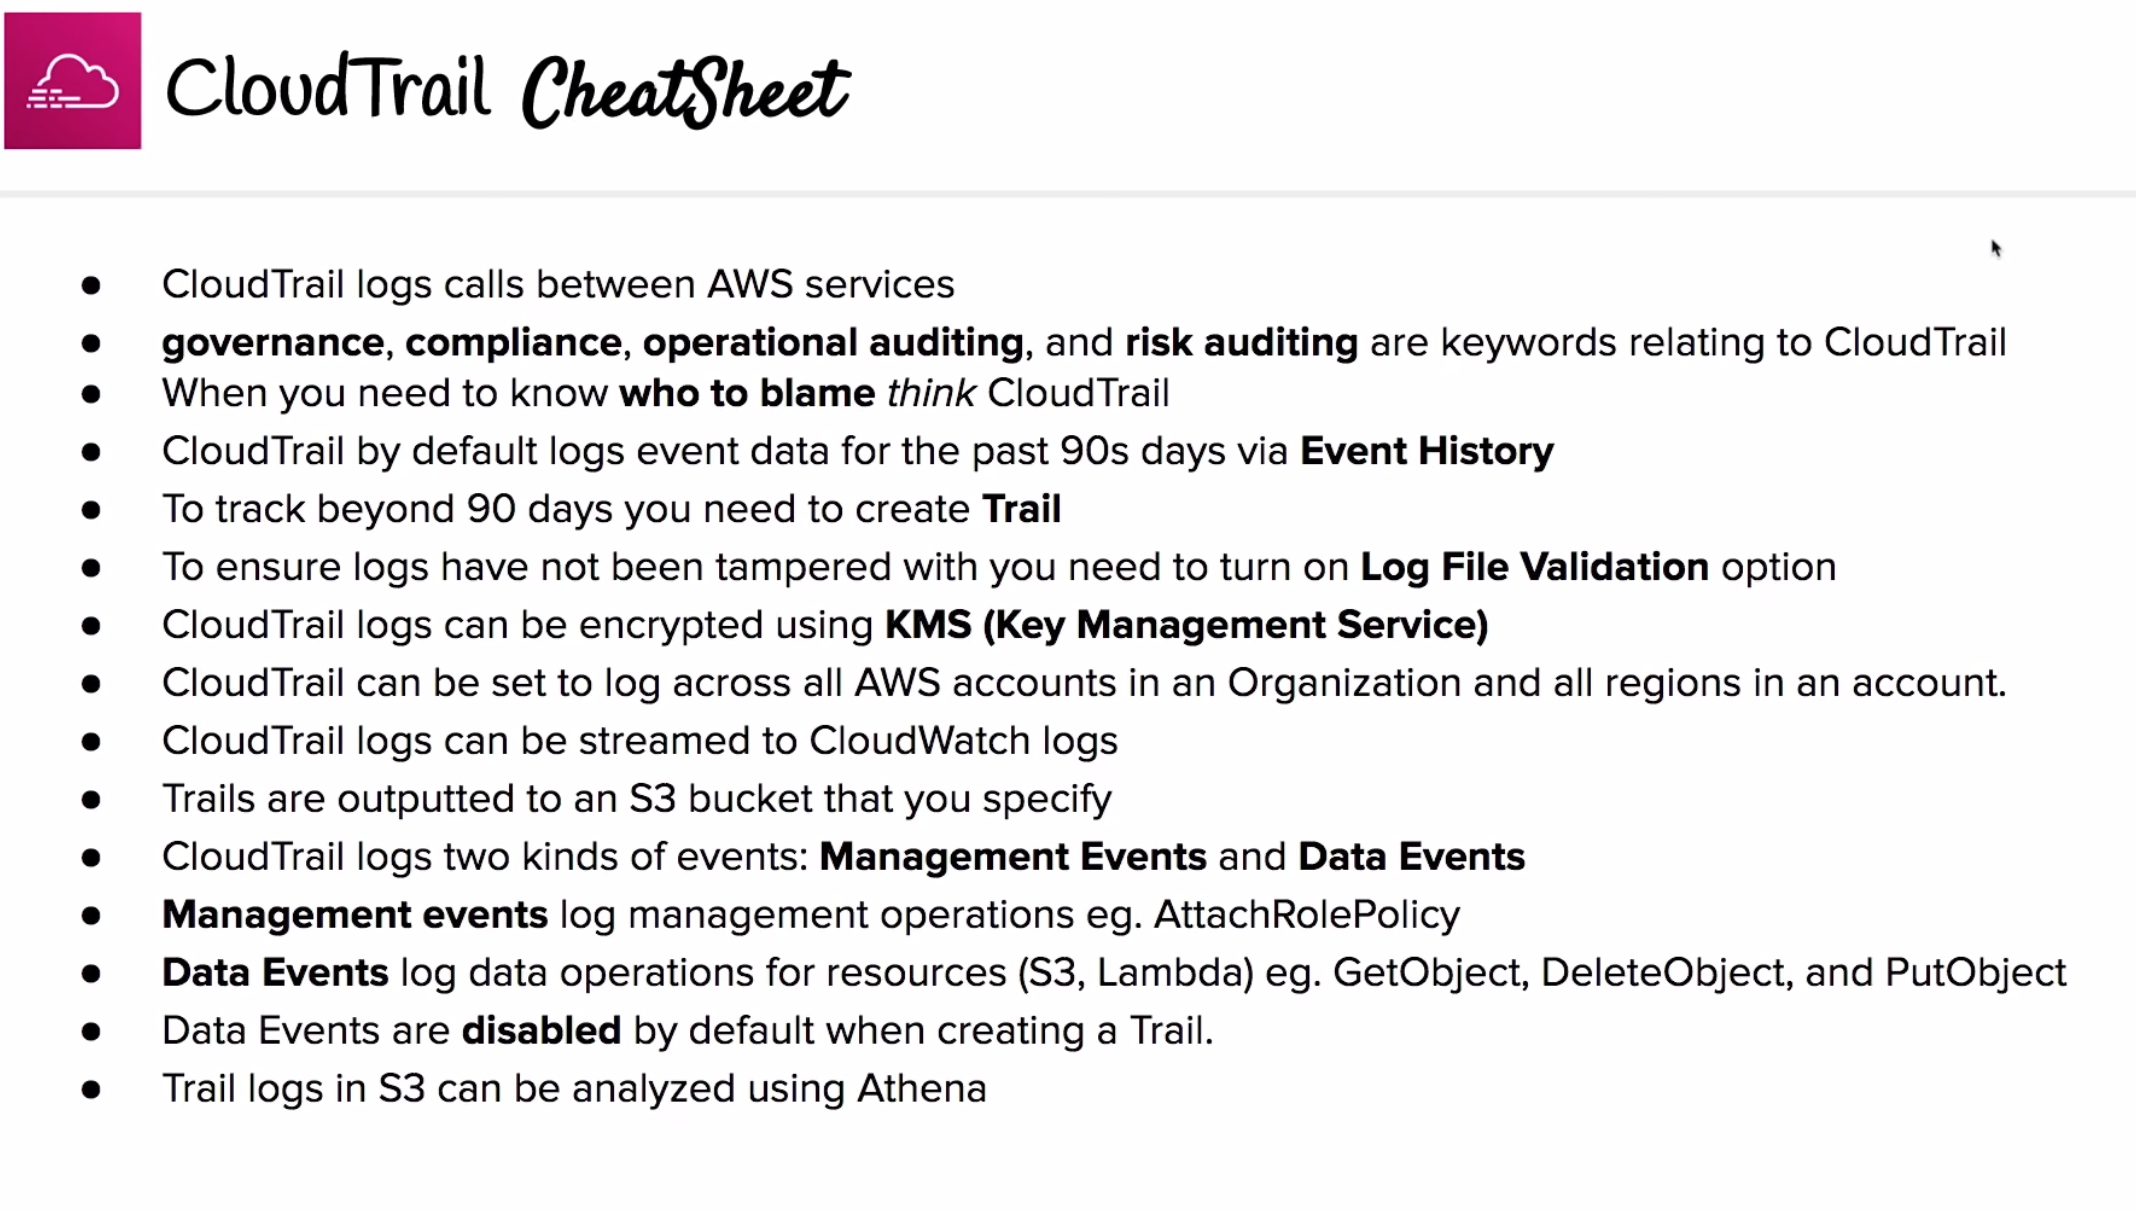 CloudTrail CheatSheet
● CloudTrail logs calls between AWS services
● governance, compliance, operational auditing, and risk auditing are keywords relating to CloudTrail
● When you need to know who to blame think CloudTrail
● CloudTrail by default logs event data for the past 90s days via Event History
● To track beyond 90 days you need to create Trail
● To ensure logs have not been tampered with you need to turn on Log File Validation option
● CloudTrail logs can be encrypted using KMS (Key Management Service)
● CloudTrail can be set to log across all AWS accounts in an Organization and all regions in an account.
● CloudTrail logs can be streamed to CloudWatch logs
● Trails are outputted to an S3 bucket that you specify
● CloudTrail logs two kinds of events: Management Events and Data Events
● Management events log management operations eg. AttachRolePolicy
● Data Events log data operations for resources (S3, Lambda) eg. GetObject, DeleteObject, and PutObject
● Data Events are disabled by default when creating a Trail.
● Trail logs in S3 can be analyzed using Athena